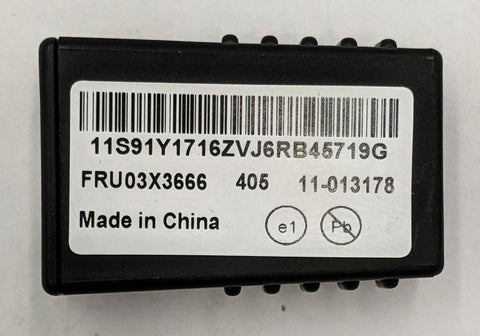 11S91Y1716ZVJ6RB45719G
FRU03X3666 405 11-013178
Made in China e1 Pb